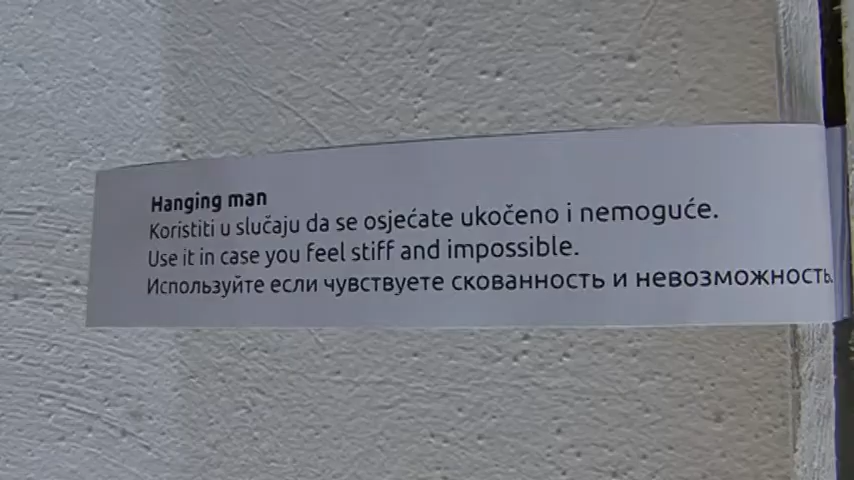 Hanging man
Koristiti u slučaju da se osjećate ukočeno i nemoguće.
Use it in case you feel stiff and impossible.
Используйте если чувствуете скованность и невозможность.